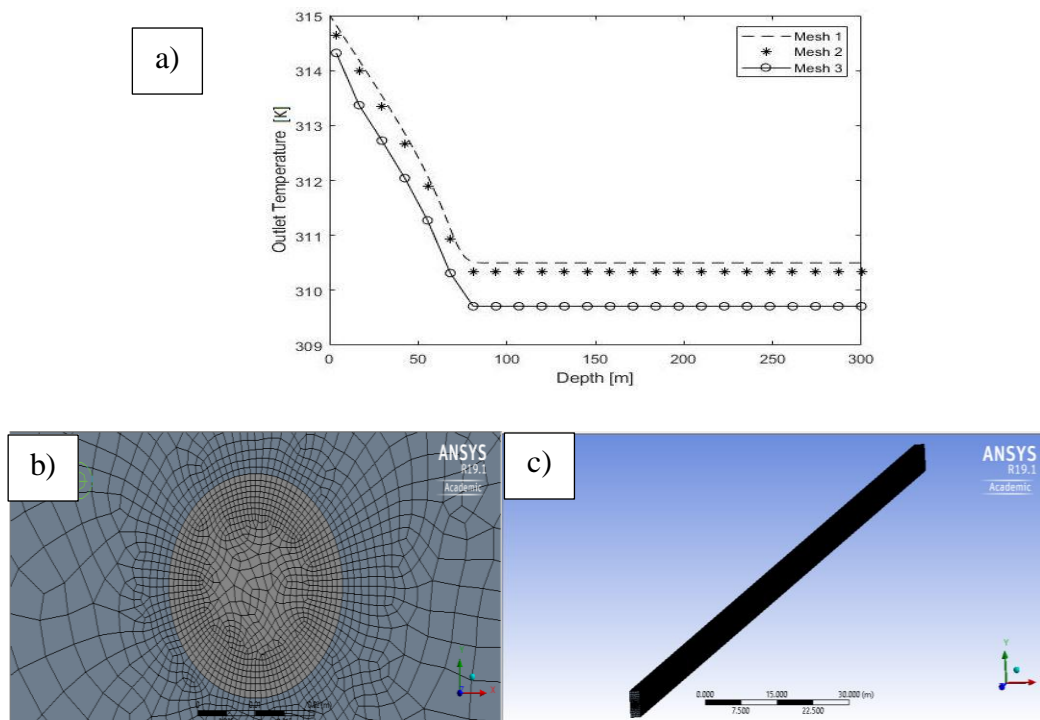 a)
315
314
313
312
311
310
309
Outlet Temperature [K]
0
50
100
150
200
250
300
Depth [m]
Mesh 1
Mesh 2
Mesh 3
b)
ANSYS
R19.1
Academic
Y
X
c)
ANSYS
R19.1
Academic
0.000 15.000 30.000 (m)
7.500 22.500
Y